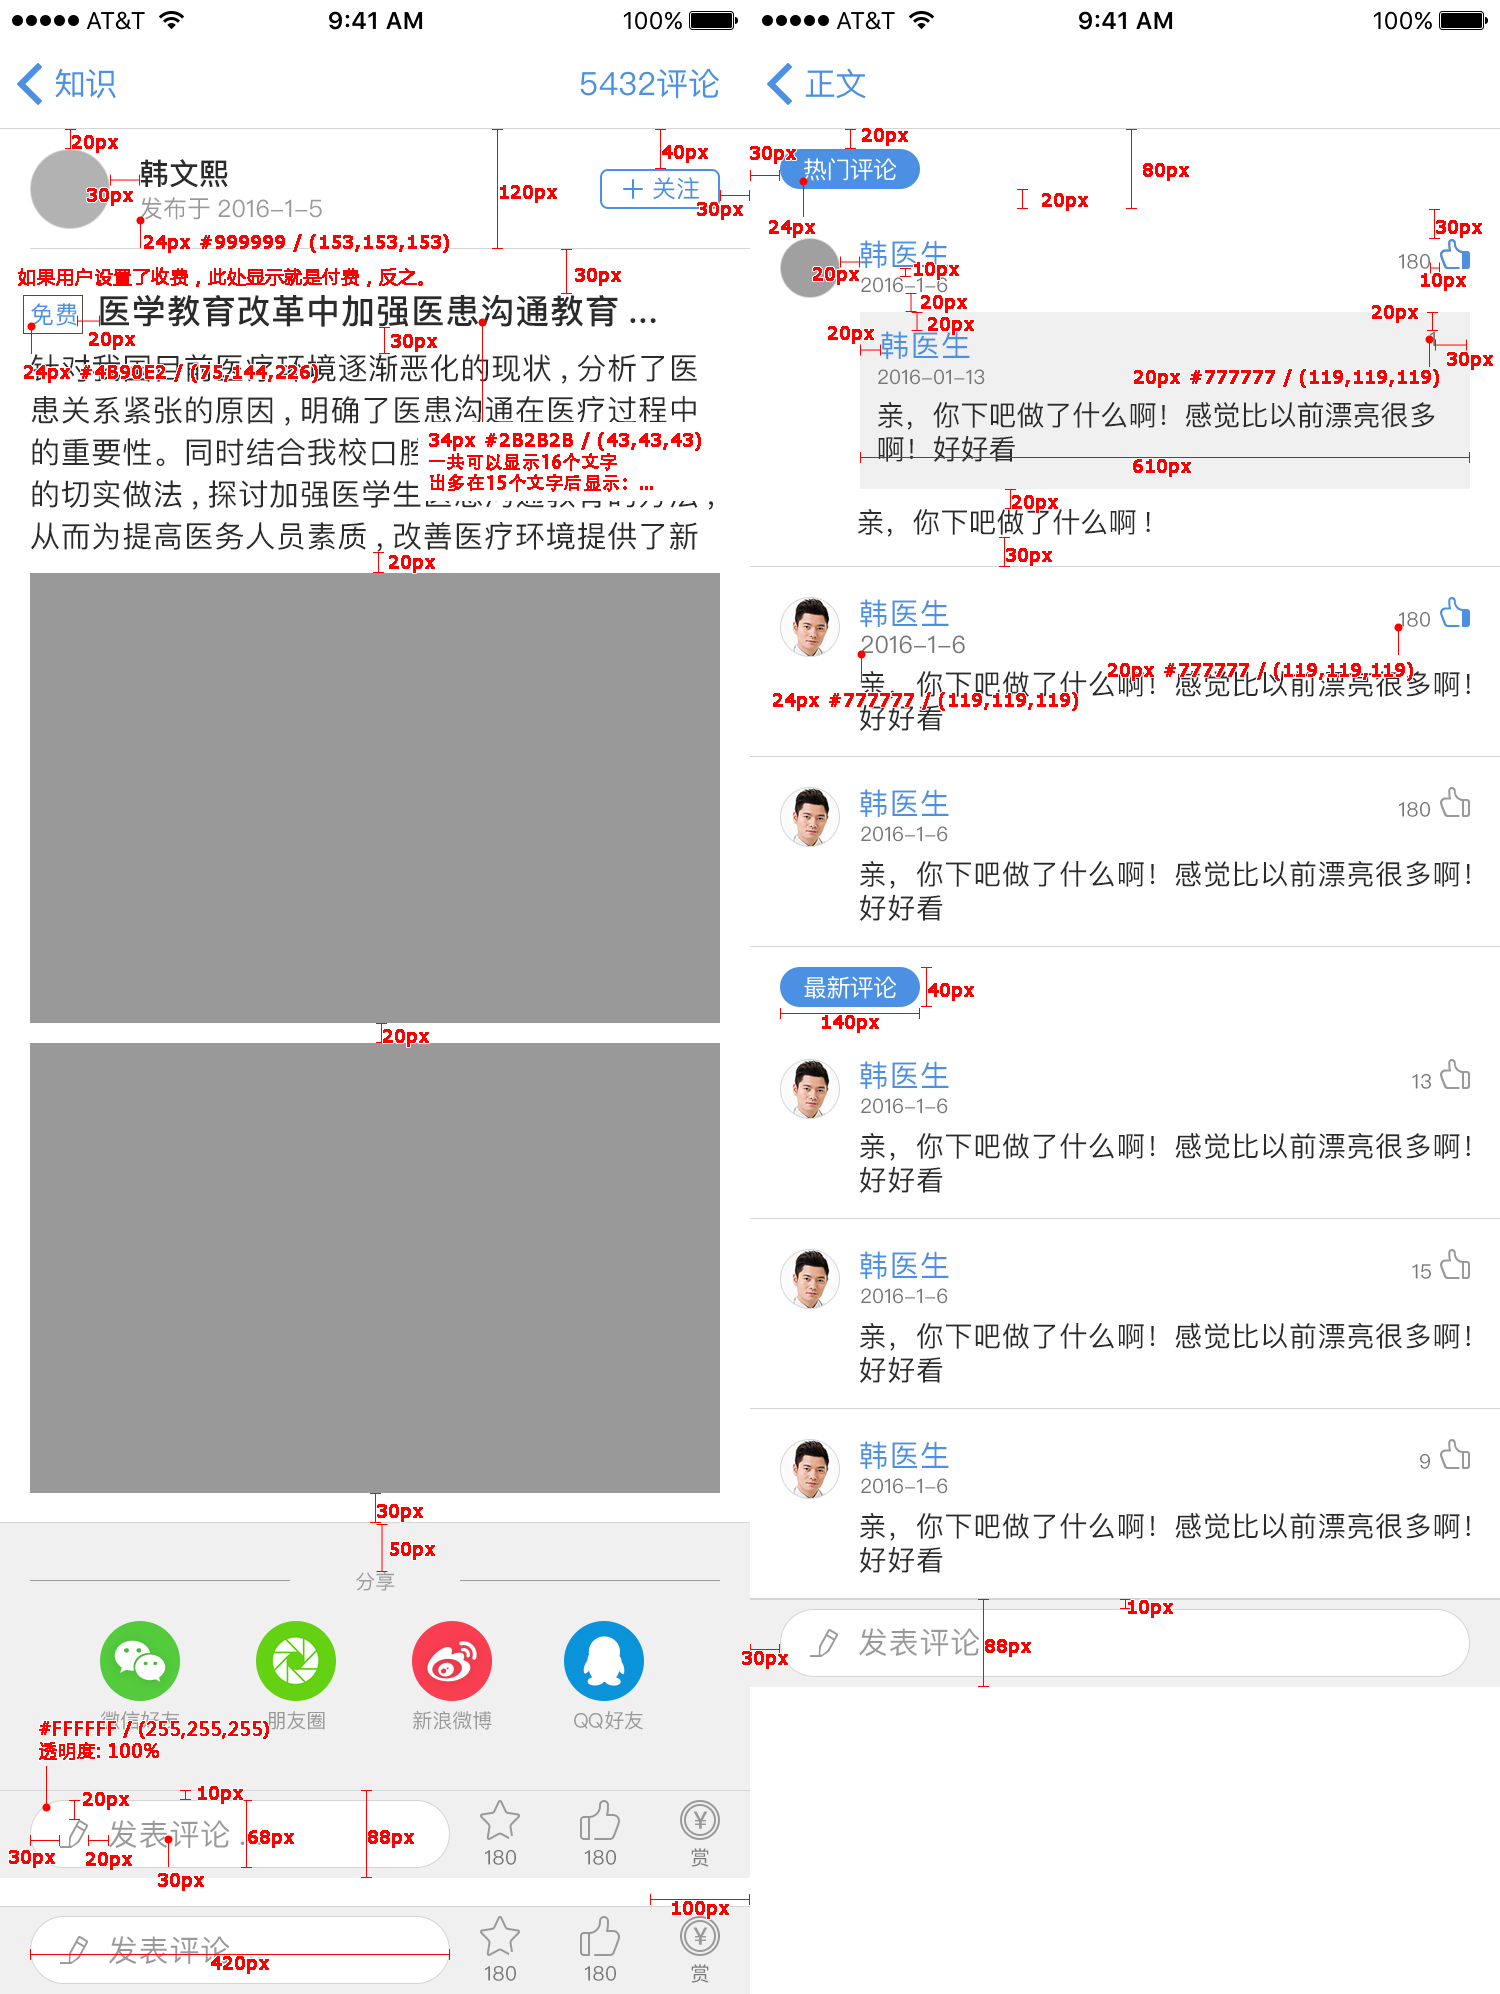 AT&T 9:41 AM 100%
知识 5432评论
20px
40px
韩文熙
30px
120px
关注
发布于 2016-1-5
30px
24px #999999 / (153,153,153)
如果用户设置了收费，此处显示就是付费，反之。
30px
免费 医学教育改革中加强医患沟通教育 ...
20px
30px
针对我国目前医疗环境逐渐恶化的现状，分析了医
24px #4B90E2 / (75,144,226)
患关系紧张的原因，明确了医患沟通在医疗过程中
34px #2B2B2B / (43,43,43)
的重要性。同时结合我校口腔
一共可以显示16个文字
出多在15个文字后显示：...
的切实做法，探讨加强医学生医患沟通教育的方法，
从而为提高医务人员素质，改善医疗环境提供了新
20px
20px
30px
50px
分享
微信好友 朋友圈 新浪微博 QQ好友
#FFFFFF / (255,255,255)
透明度: 100%
10px
20px
发表评论 .
68px
88px
30px
20px
30px
180 180 赏
100px
发表评论
420px
180 180 赏
AT&T 9:41 AM 100%
正文
20px
30px
热门评论
80px
20px
24px
30px
韩医生
180
20px
10px
2016-1-6
10px
20px
20px
20px
20px
韩医生
30px
2016-01-13
20px #777777 / (119,119,119)
亲，你下吧做了什么啊！感觉比以前漂亮很多
啊！好好看
610px
20px
亲，你下吧做了什么啊！
30px
韩医生
180
2016-1-6
20px #777777 / (119,119,119)
亲，你下吧做了什么啊！感觉比以前漂亮很多啊！
24px #777777 / (119,119,119)
好好看
韩医生
180
2016-1-6
亲，你下吧做了什么啊！感觉比以前漂亮很多啊！
好好看
最新评论
40px
140px
韩医生
13
2016-1-6
亲，你下吧做了什么啊！感觉比以前漂亮很多啊！
好好看
韩医生
15
2016-1-6
亲，你下吧做了什么啊！感觉比以前漂亮很多啊！
好好看
韩医生
9
2016-1-6
亲，你下吧做了什么啊！感觉比以前漂亮很多啊！
好好看
10px
发表评论
88px
30px